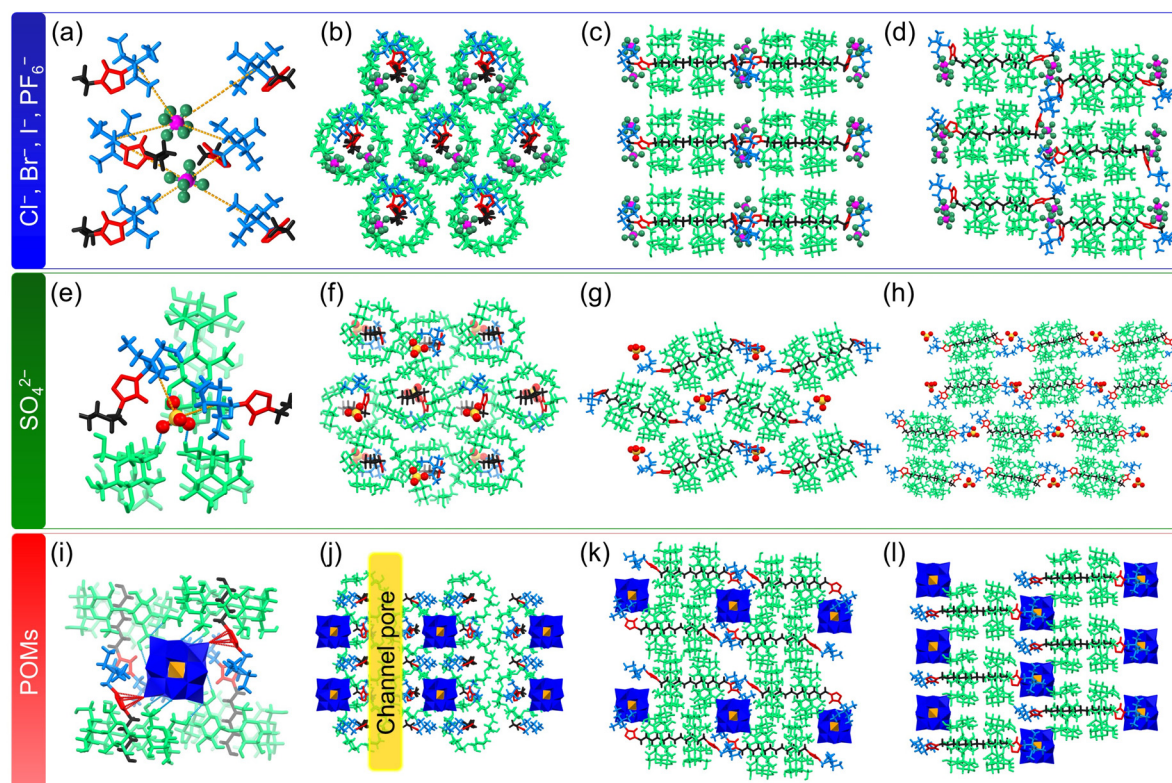 Cl⁻, Br⁻, I⁻, PF₆⁻
(a)
(b)
(c)
(d)
SO₄²⁻
(e)
(f)
(g)
(h)
POMs
(i)
(j)
Channel pore
(k)
(l)